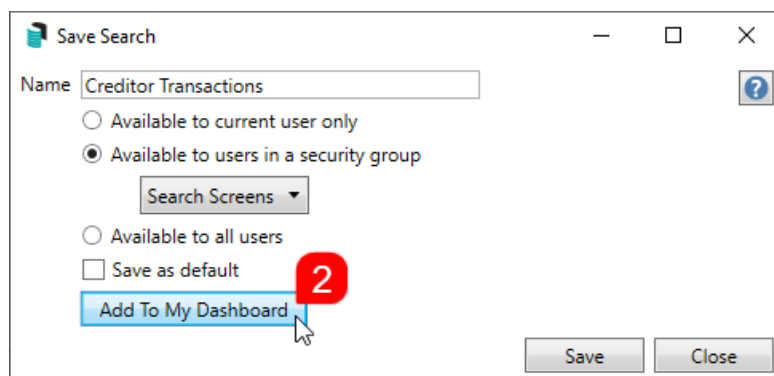 Save Search
Name Creditor Transactions
?
Available to current user only
Available to users in a security group
Search Screens
Available to all users
Save as default
2
Add To My Dashboard
Save Close